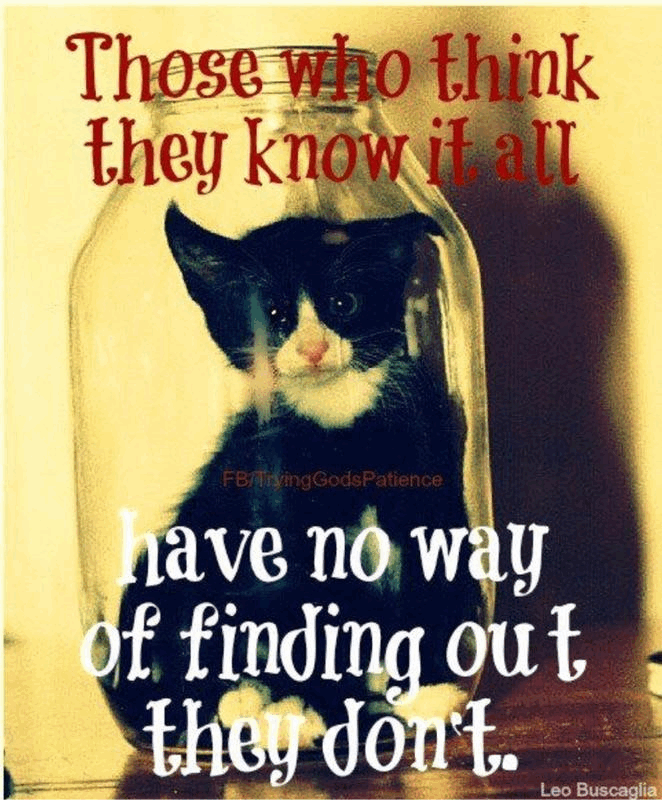 Those who think
they know it all
FB/TryingGodsPatience
have no way
of finding out
they don't.
Leo Buscaglia